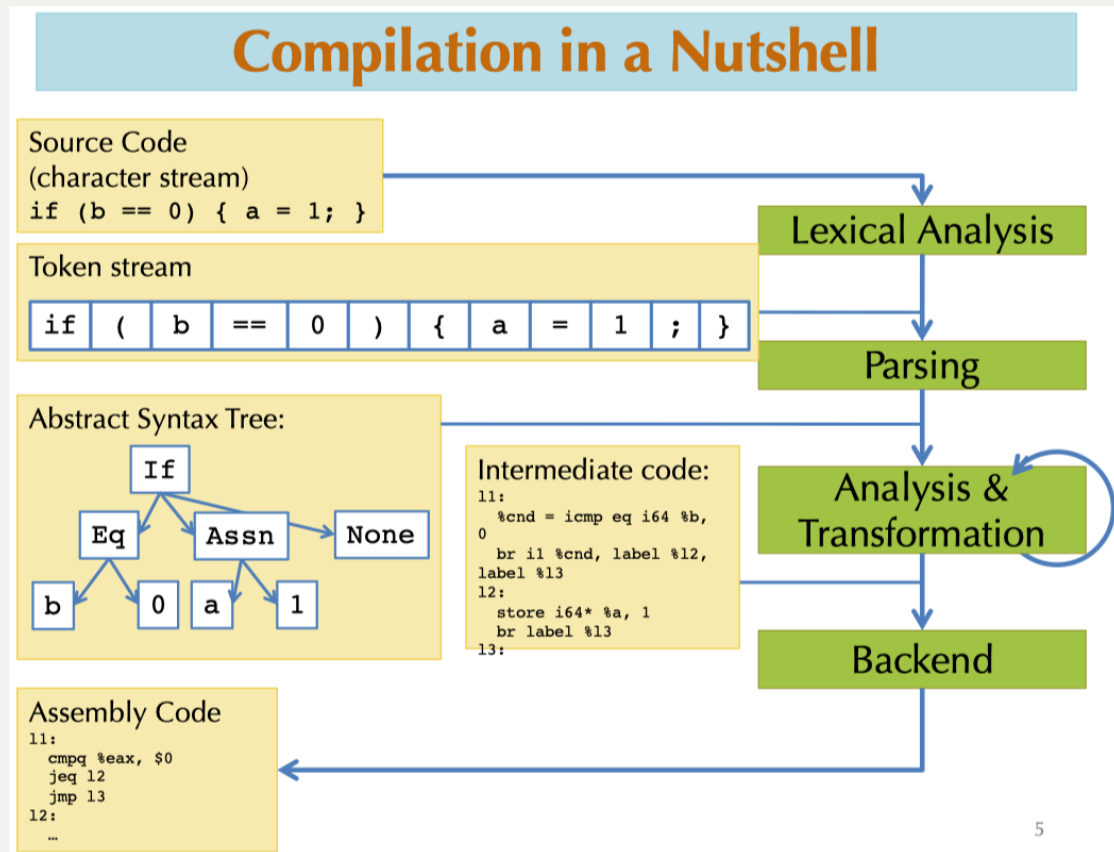 Compilation in a Nutshell
Source Code
(character stream)
if (b == 0) { a = 1; }
Lexical Analysis
Token stream
if ( b == 0 ) { a = 1 ; }
Parsing
Abstract Syntax Tree:
If
Eq Assn None
b 0 a 1
Intermediate code:
l1:
%cnd = icmp eq i64 %b,
0
br i1 %cnd, label %l2,
label %l3
l2:
store i64* %a, 1
br label %l3
l3:
Analysis &
Transformation
Backend
Assembly Code
l1:
cmpq %eax, $0
jeq l2
jmp l3
l2:
…
5